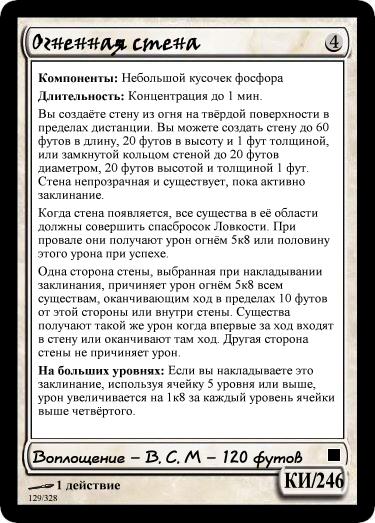 Огненная стена 4
Компоненты: Небольшой кусочек фосфора
Длительность: Концентрация до 1 мин.
Вы создаёте стену из огня на твёрдой поверхности в
пределах дистанции. Вы можете создать стену до 60
футов в длину, 20 футов в высоту и 1 фут толщиной,
или замкнутую кольцом стеной до 20 футов
диаметром, 20 футов высотой и толщиной 1 фут.
Стена непрозрачная и существует, пока активно
заклинание.
Когда стена появляется, все существа в её области
должны совершить спасбросок Ловкости. При
провале они получают урон огнём 5к8 или половину
этого урона при успехе.
Одна сторона стены, выбранная при накладывании
заклинания, причиняет урон огнём 5к8 всем
существам, оканчивающим ход в пределах 10 футов
от этой стороны или внутри стены. Существа
получают такой же урон когда впервые за ход входят
в стену или оканчивают там ход. Другая сторона
стены не причиняет урон.
На больших уровнях: Если вы накладываете это
заклинание, используя ячейку 5 уровня или выше,
урон увеличивается на 1к8 за каждый уровень ячейки
выше четвёртого.
Воплощение – В, С, М – 120 футов
КИ/246
1 действие
129/328